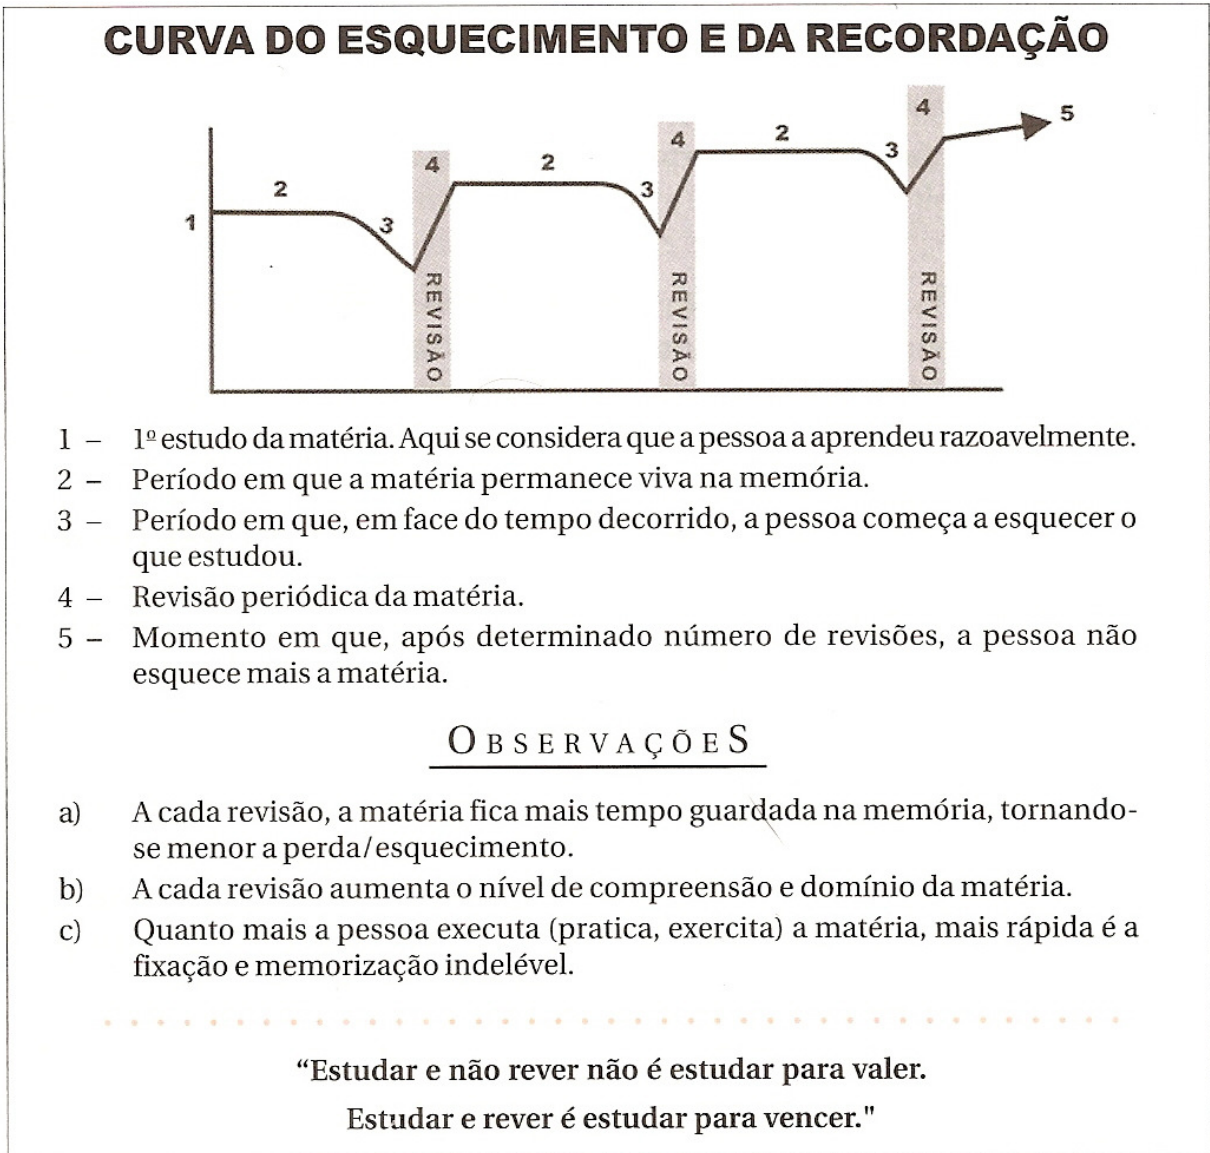 CURVA DO ESQUECIMENTO E DA RECORDAÇÃO
1
2
3
4
REVISÃO
2
3
4
REVISÃO
2
3
4
REVISÃO
5
1 – 1º estudo da matéria. Aqui se considera que a pessoa a aprendeu razoavelmente.
2 – Período em que a matéria permanece viva na memória.
3 – Período em que, em face do tempo decorrido, a pessoa começa a esquecer o
que estudou.
4 – Revisão periódica da matéria.
5 – Momento em que, após determinado número de revisões, a pessoa não
esquece mais a matéria.
OBSERVAÇÕES
a) A cada revisão, a matéria fica mais tempo guardada na memória, tornando-
se menor a perda/esquecimento.
b) A cada revisão aumenta o nível de compreensão e domínio da matéria.
c) Quanto mais a pessoa executa (pratica, exercita) a matéria, mais rápida é a
fixação e memorização indelével.
“Estudar e não rever não é estudar para valer.
Estudar e rever é estudar para vencer."